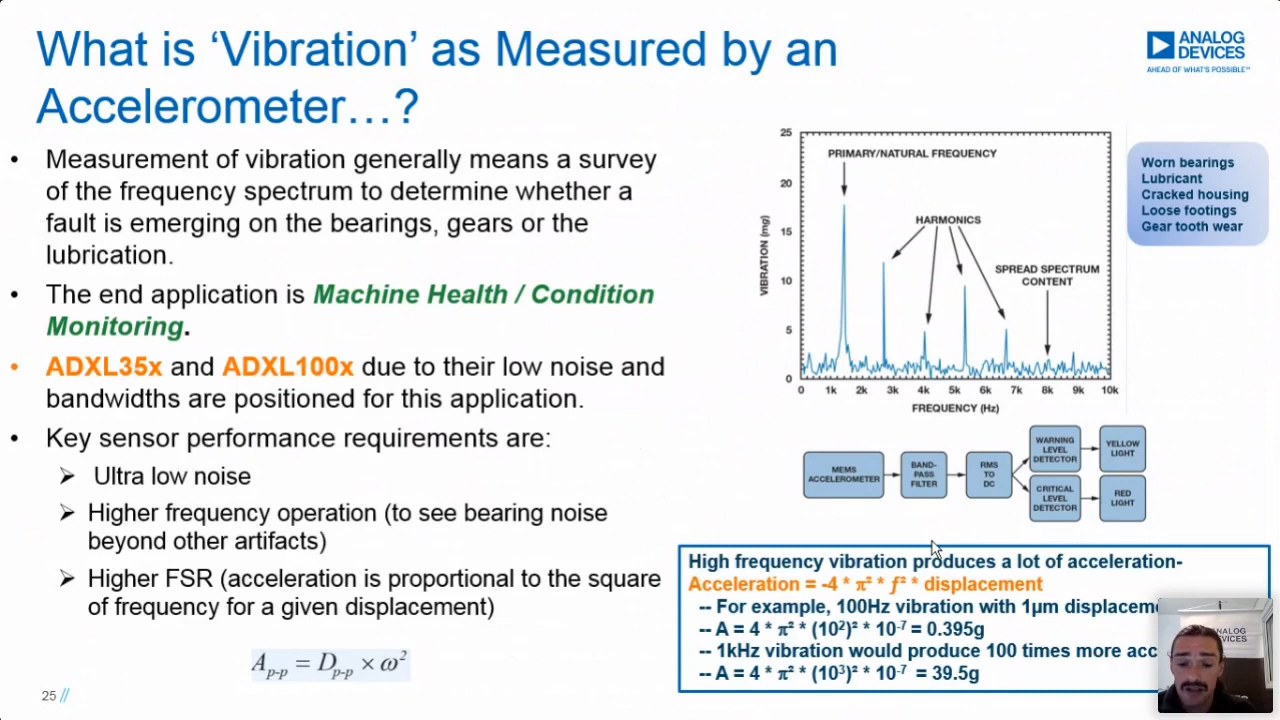 What is ‘Vibration’ as Measured by an
Accelerometer…?
ANALOG
DEVICES
AHEAD OF WHAT'S POSSIBLE™
• Measurement of vibration generally means a survey
of the frequency spectrum to determine whether a
fault is emerging on the bearings, gears or the
lubrication.
• The end application is Machine Health / Condition
Monitoring.
• ADXL35x and ADXL100x due to their low noise and
bandwidths are positioned for this application.
• Key sensor performance requirements are:
➢ Ultra low noise
➢ Higher frequency operation (to see bearing noise
beyond other artifacts)
➢ Higher FSR (acceleration is proportional to the square
of frequency for a given displacement)
A p-p = D p-p × ω²
25 //
25
20
15
10
5
0
VIBRATION (mg)
PRIMARY/NATURAL FREQUENCY
HARMONICS
SPREAD SPECTRUM
CONTENT
0 1k 2k 3k 4k 5k 6k 7k 8k 9k 10k
FREQUENCY (Hz)
Worn bearings
Lubricant
Cracked housing
Loose footings
Gear tooth wear
MEMS
ACCELEROMETER
BAND-
PASS
FILTER
RMS
TO
DC
WARNING
LEVEL
DETECTOR
YELLOW
LIGHT
CRITICAL
LEVEL
DETECTOR
RED
LIGHT
High frequency vibration produces a lot of acceleration-
Acceleration = -4 * π² * f² * displacement
-- For example, 100Hz vibration with 1µm displaceme
-- A = 4 * π² * (10²)² * 10⁻⁷ = 0.395g
-- 1kHz vibration would produce 100 times more acc
-- A = 4 * π² * (10³)² * 10⁻⁷ = 39.5g
ANALOG
DEVICES